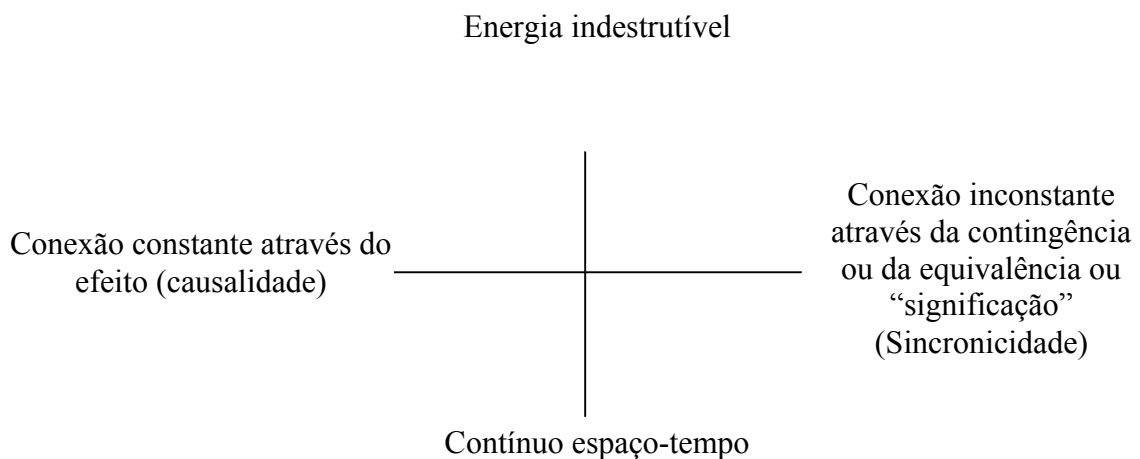 Energia indestrutível
Conexão constante através do
efeito (causalidade)
Conexão inconstante
através da contingência
ou da equivalência ou
“significação”
(Sincronicidade)
Contínuo espaço-tempo